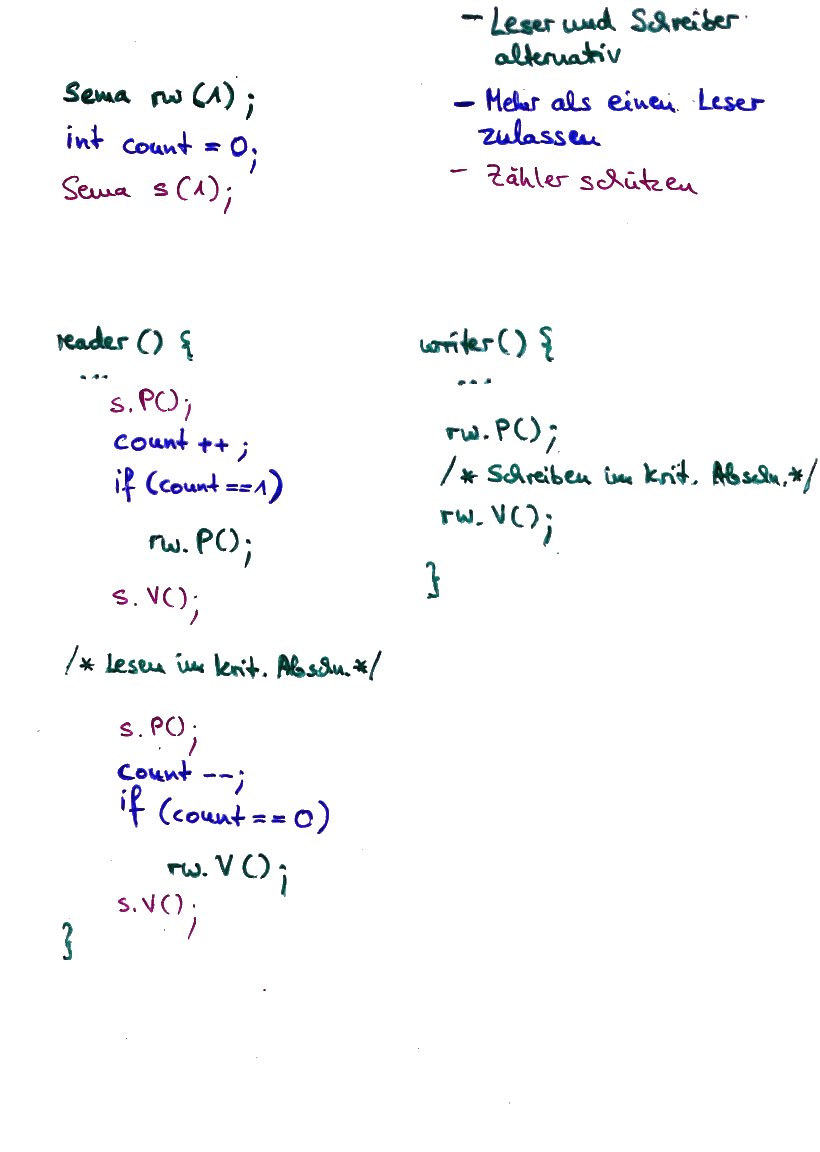 Sema rw (1);
int count = 0;
Sema s (1);
- Leser und Schreiber
alternativ
- Mehr als einen Leser
zulassen
- Zähler schützen
reader () {
...
s. P();
count ++ ;
if (count == 1)
rw. P();
s. V();
/* Lesen im krit. Abschn. */
s. P();
count --;
if (count == 0)
rw. V();
s. V();
}
writer() {
...
rw. P();
/* Schreiben im krit. Abschn. */
rw. V();
}